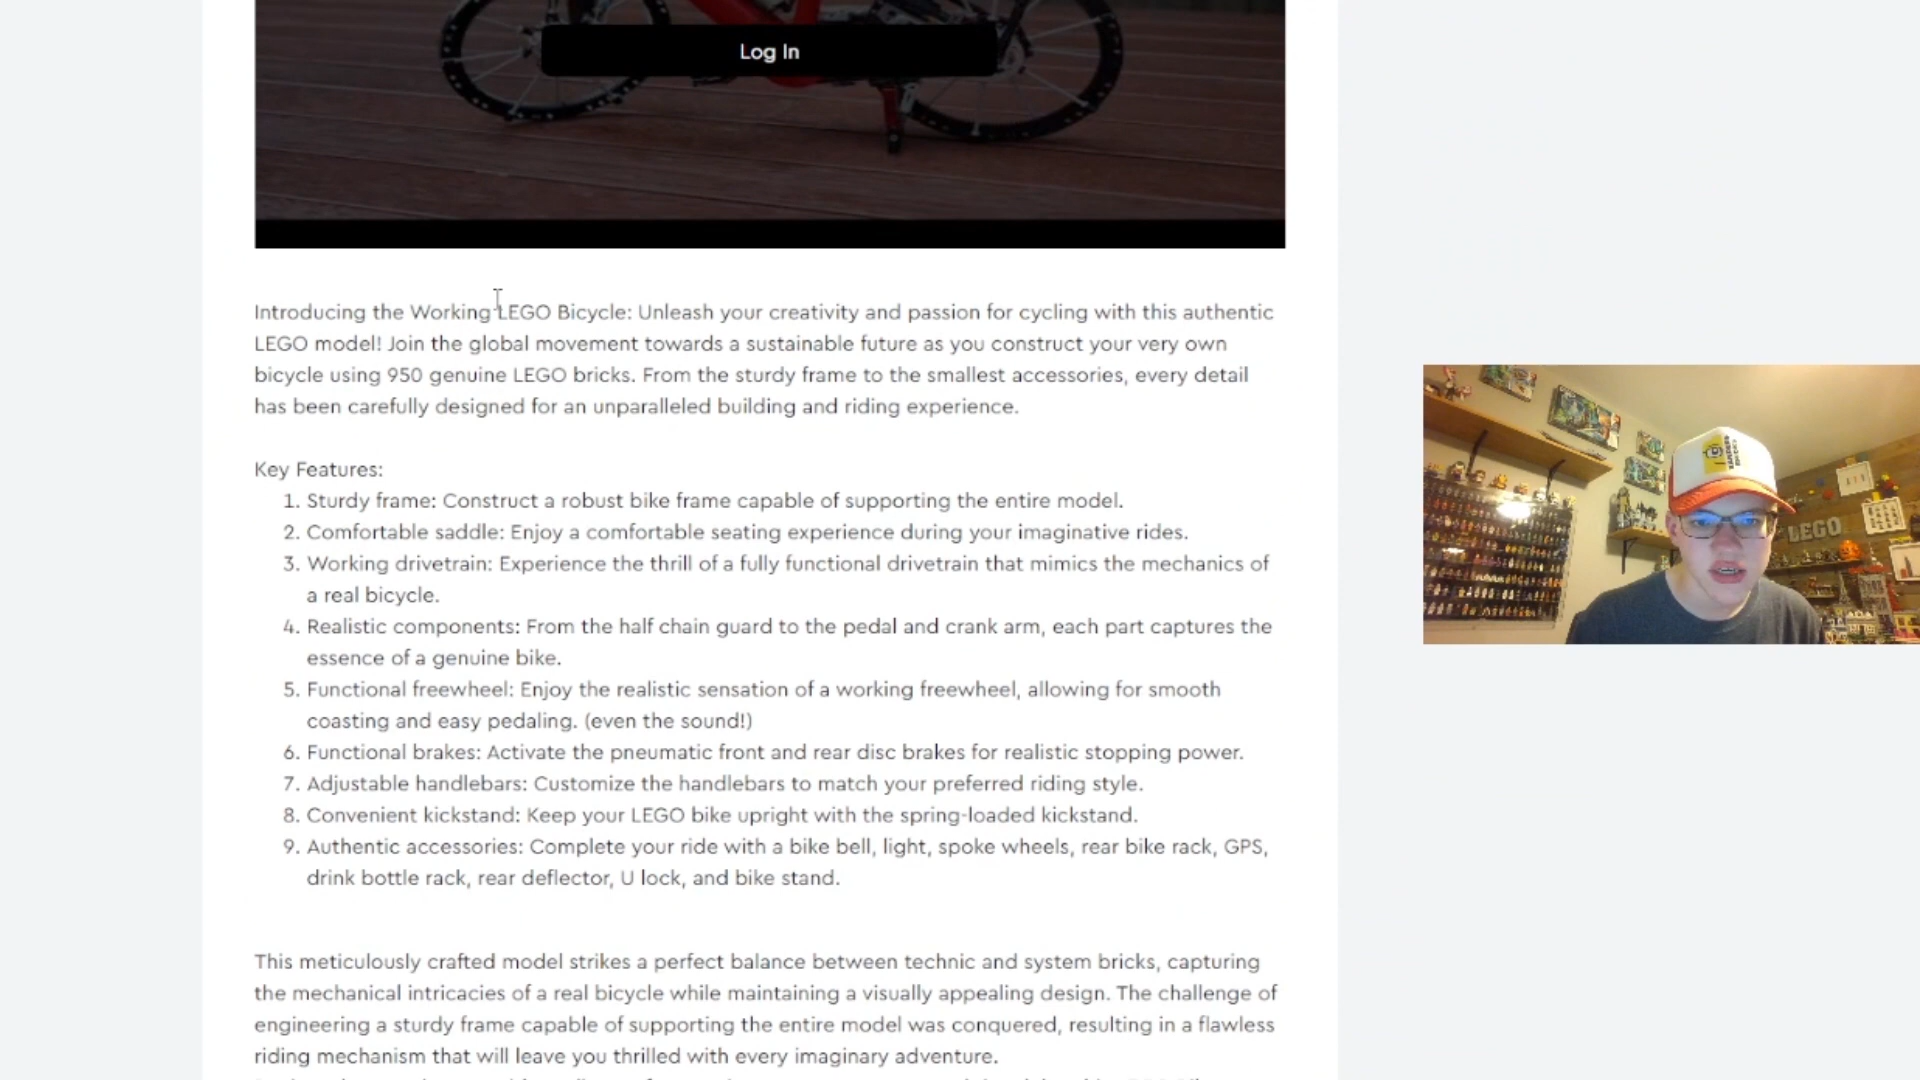 Log In
Introducing the Working LEGO Bicycle: Unleash your creativity and passion for cycling with this authentic
LEGO model! Join the global movement towards a sustainable future as you construct your very own
bicycle using 950 genuine LEGO bricks. From the sturdy frame to the smallest accessories, every detail
has been carefully designed for an unparalleled building and riding experience.
Key Features:
1. Sturdy frame: Construct a robust bike frame capable of supporting the entire model.
2. Comfortable saddle: Enjoy a comfortable seating experience during your imaginative rides.
3. Working drivetrain: Experience the thrill of a fully functional drivetrain that mimics the mechanics of
a real bicycle.
4. Realistic components: From the half chain guard to the pedal and crank arm, each part captures the
essence of a genuine bike.
5. Functional freewheel: Enjoy the realistic sensation of a working freewheel, allowing for smooth
coasting and easy pedaling. (even the sound!)
6. Functional brakes: Activate the pneumatic front and rear disc brakes for realistic stopping power.
7. Adjustable handlebars: Customize the handlebars to match your preferred riding style.
8. Convenient kickstand: Keep your LEGO bike upright with the spring-loaded kickstand.
9. Authentic accessories: Complete your ride with a bike bell, light, spoke wheels, rear bike rack, GPS,
drink bottle rack, rear deflector, U lock, and bike stand.
This meticulously crafted model strikes a perfect balance between technic and system bricks, capturing
the mechanical intricacies of a real bicycle while maintaining a visually appealing design. The challenge of
engineering a sturdy frame capable of supporting the entire model was conquered, resulting in a flawless
riding mechanism that will leave you thrilled with every imaginary adventure.
LEGO